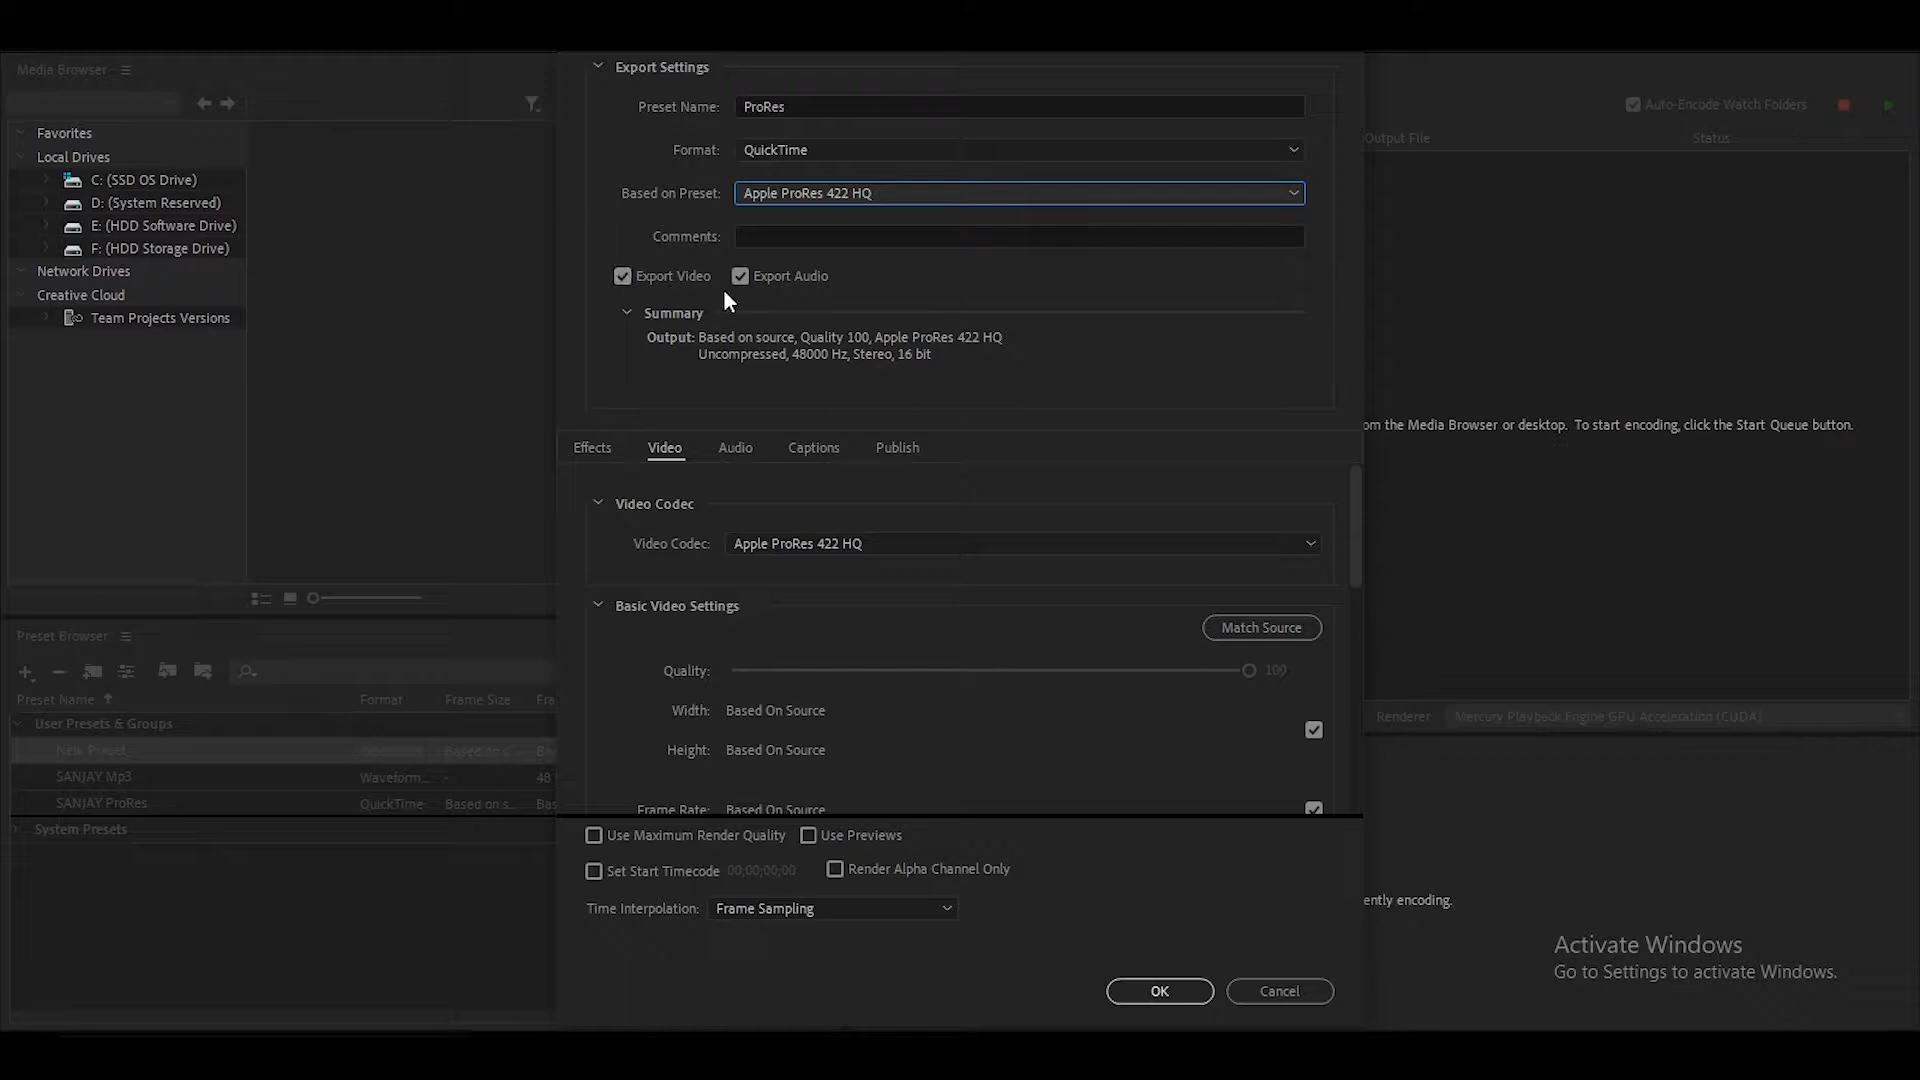 Media Browser
Favorites
Local Drives
C: (SSD OS Drive)
D: (System Reserved)
E: (HDD Software Drive)
F: (HDD Storage Drive)
Network Drives
Creative Cloud
Team Projects Versions
Preset Browser
Preset Name
Format
Frame Size
Fra
User Presets & Groups
New Preset
Based on s...
Bas
SANJAY Mp3
Waveform...
-
48
SANJAY ProRes
QuickTime
Based on s...
Bas
System Presets
Export Settings
Preset Name: ProRes
Format: QuickTime
Based on Preset: Apple ProRes 422 HQ
Comments:
Export Video
Export Audio
Summary
Output: Based on source, Quality 100, Apple ProRes 422 HQ
Uncompressed, 48000 Hz, Stereo, 16 bit
Effects
Video
Audio
Captions
Publish
Video Codec
Video Codec: Apple ProRes 422 HQ
Basic Video Settings
Match Source
Quality: 100
Width: Based On Source
Height: Based On Source
Frame Rate: Based On Source
Use Maximum Render Quality
Use Previews
Set Start Timecode 00;00;00;00
Render Alpha Channel Only
Time Interpolation: Frame Sampling
OK
Cancel
Auto-Encode Watch Folders
Output File
Status
om the Media Browser or desktop. To start encoding, click the Start Queue button.
Renderer
Mercury Playback Engine GPU Acceleration (CUDA)
ently encoding.
Activate Windows
Go to Settings to activate Windows.